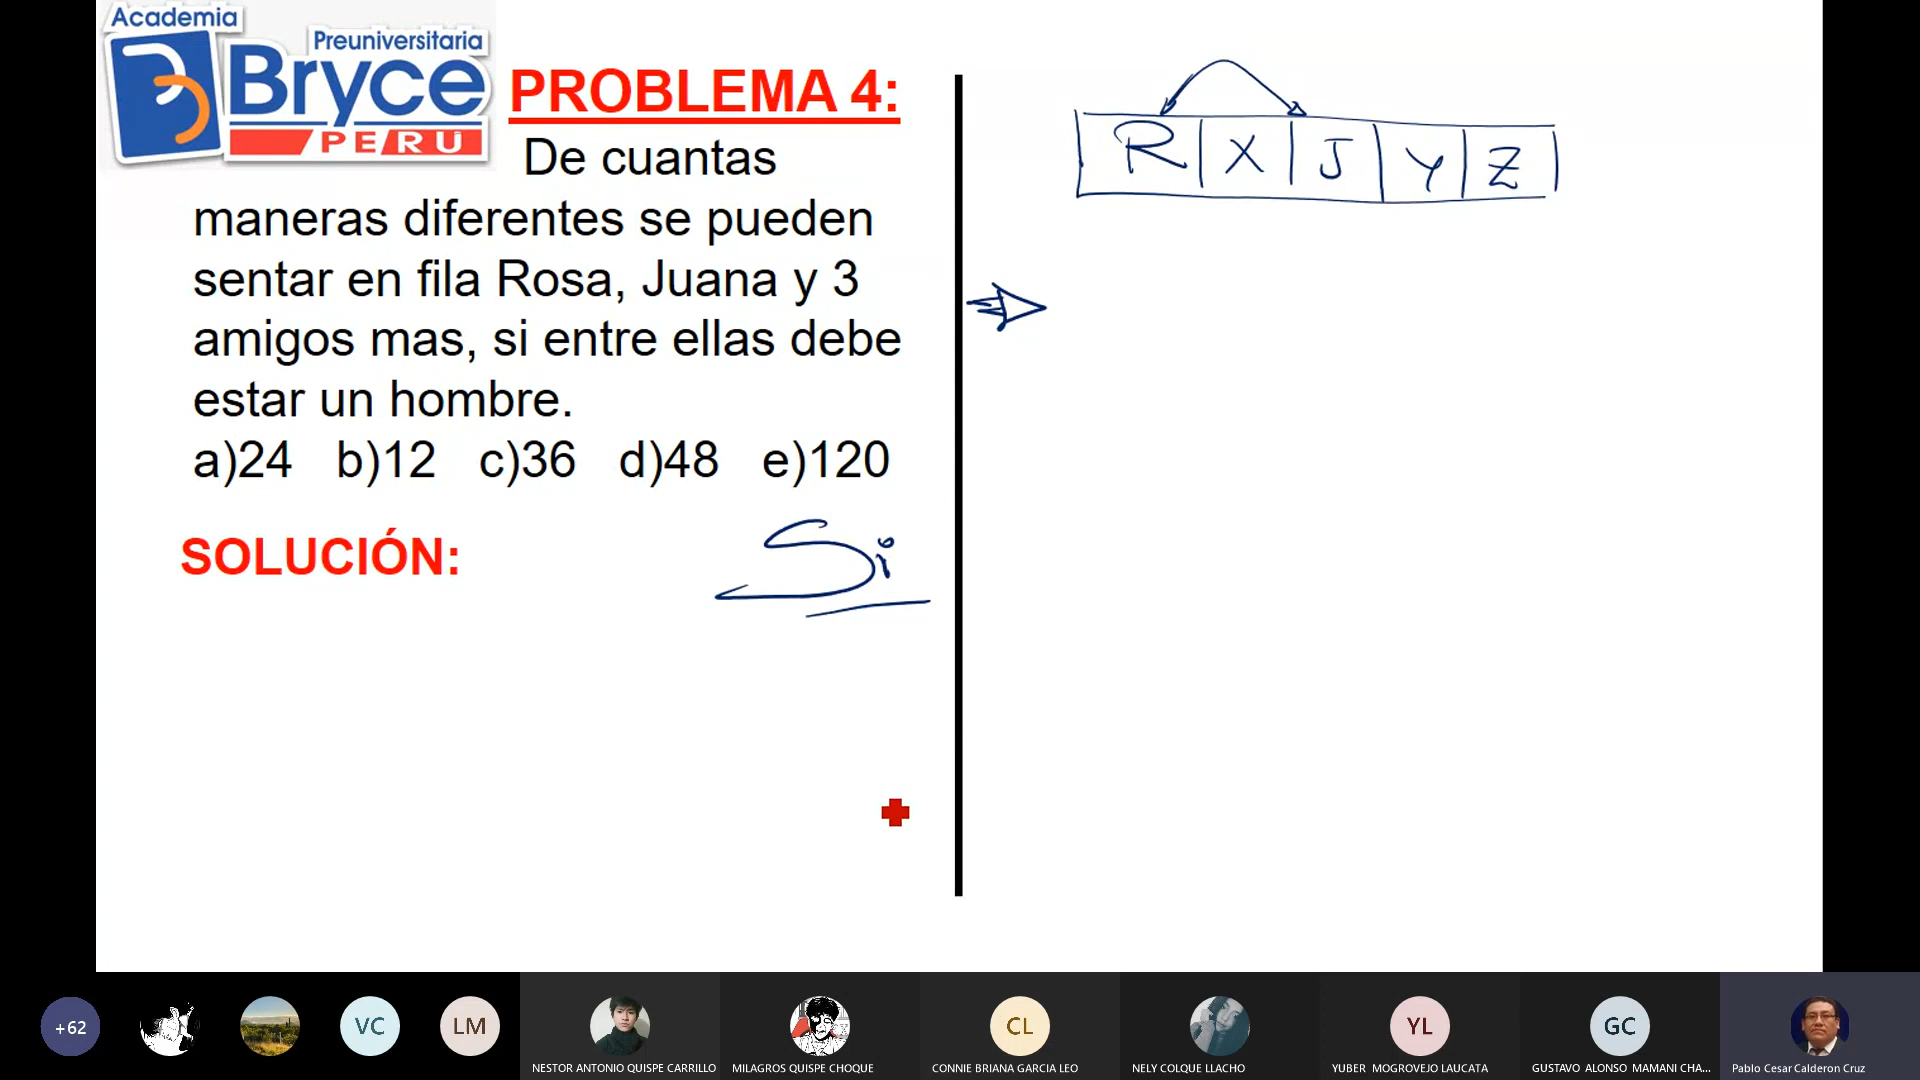 Academia
Preuniversitaria
Bryce
PERÚ
PROBLEMA 4:
De cuantas
maneras diferentes se pueden
sentar en fila Rosa, Juana y 3
amigos mas, si entre ellas debe
estar un hombre.
a)24 b)12 c)36 d)48 e)120
SOLUCIÓN:
Si
R X J Y Z
+62
VC
LM
CL
YL
GC
NESTOR ANTONIO QUISPE CARRILLO
MILAGROS QUISPE CHOQUE
CONNIE BRIANA GARCIA LEO
NELY COLQUE LLACHO
YUBER MOGROVEJO LAUCATA
GUSTAVO ALONSO MAMANI CHA...
Pablo Cesar Calderon Cruz